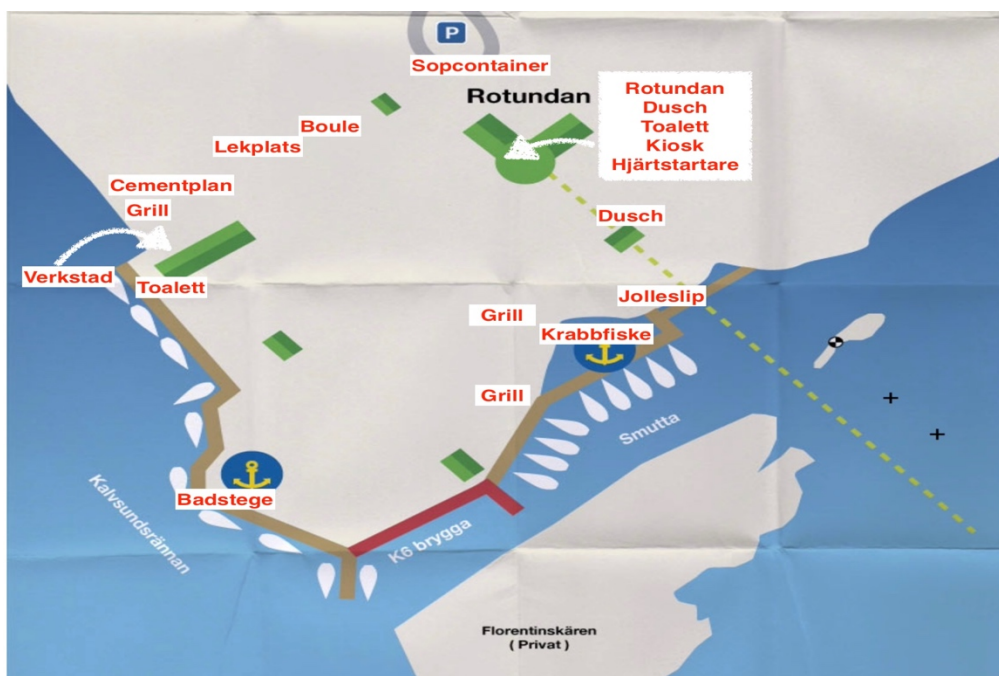 P
Sopcontainer
Rotundan
Rotundan
Dusch
Toalett
Kiosk
Hjärtstartare
Boule
Lekplats
Cementplan
Grill
Dusch
Verkstad
Toalett
Jolleslip
Grill
Krabbfiske
Grill
Smutta
Badstege
Kalvsundsrännan
K6 brygga
Florentinskären
( Privat )